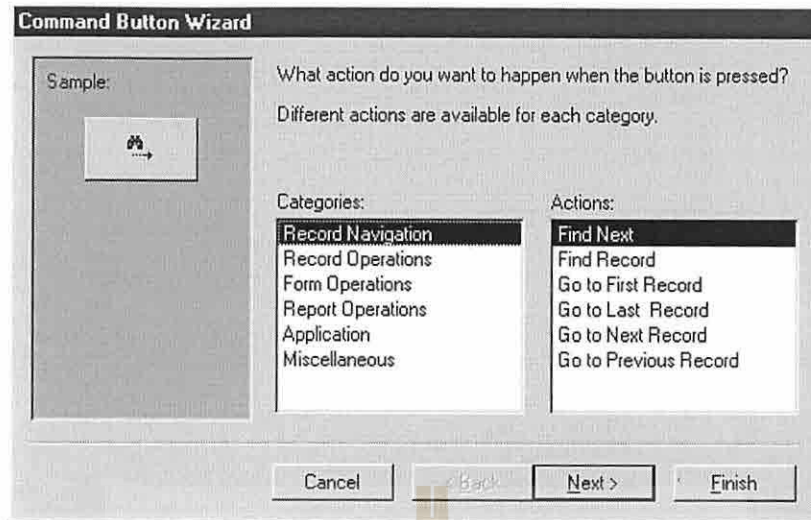 Command Button Wizard
Sample:
What action do you want to happen when the button is pressed?
Different actions are available for each category.
Categories:
Record Navigation
Record Operations
Form Operations
Report Operations
Application
Miscellaneous
Actions:
Find Next
Find Record
Go to First Record
Go to Last Record
Go to Next Record
Go to Previous Record
Cancel
< Back
Next >
Finish